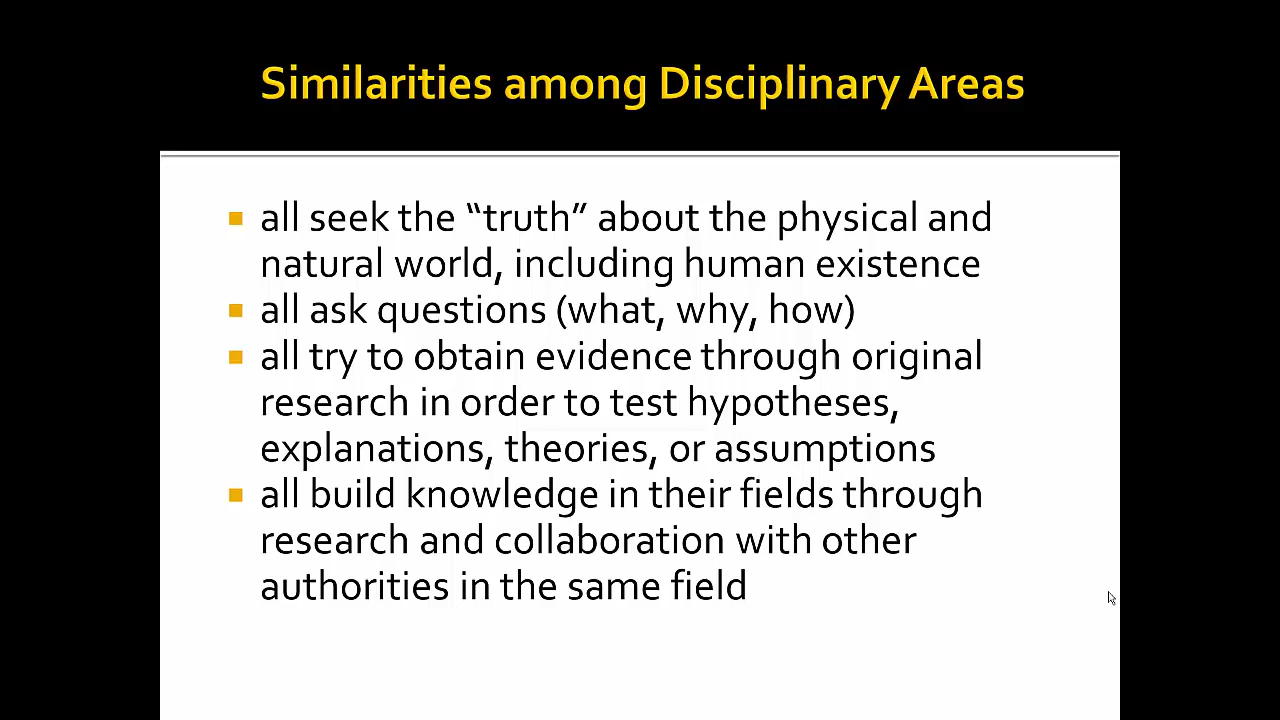 Similarities among Disciplinary Areas
all seek the “truth” about the physical and
natural world, including human existence
all ask questions (what, why, how)
all try to obtain evidence through original
research in order to test hypotheses,
explanations, theories, or assumptions
all build knowledge in their fields through
research and collaboration with other
authorities in the same field